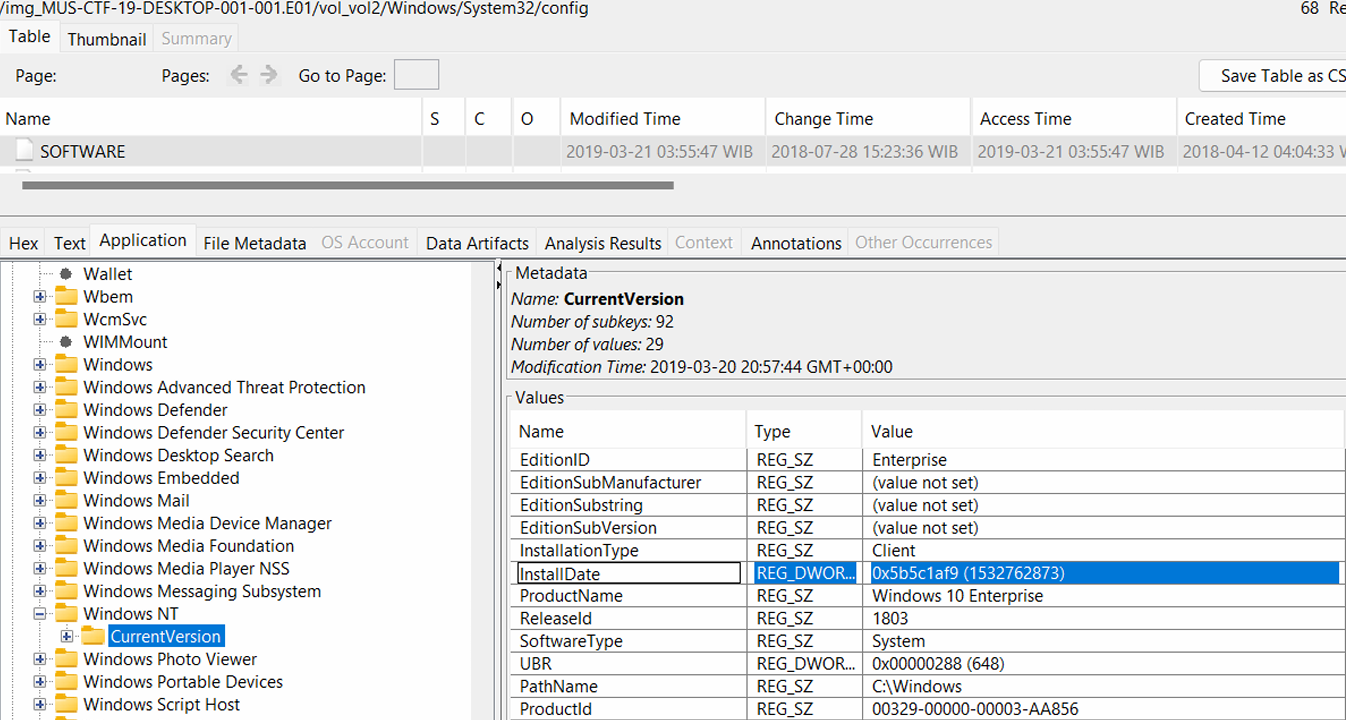 /img_MUS-CTF-19-DESKTOP-001-001.E01/vol_vol2/Windows/System32/config 68
Table Thumbnail Summary
Page: Pages: Go to Page: Save Table as CS
Name S C O Modified Time Change Time Access Time Created Time
SOFTWARE 2019-03-21 03:55:47 WIB 2018-07-28 15:23:36 WIB 2019-03-21 03:55:47 WIB 2018-04-12 04:04:33
Hex Text Application File Metadata OS Account Data Artifacts Analysis Results Context Annotations Other Occurrences
Wallet
Wbem
WcmSvc
WIMMount
Windows
Windows Advanced Threat Protection
Windows Defender
Windows Defender Security Center
Windows Desktop Search
Windows Embedded
Windows Mail
Windows Media Device Manager
Windows Media Foundation
Windows Media Player NSS
Windows Messaging Subsystem
Windows NT
CurrentVersion
Windows Photo Viewer
Windows Portable Devices
Windows Script Host
Metadata
Name: CurrentVersion
Number of subkeys: 92
Number of values: 29
Modification Time: 2019-03-20 20:57:44 GMT+00:00
Values
Name Type Value
EditionID REG_SZ Enterprise
EditionSubManufacturer REG_SZ (value not set)
EditionSubstring REG_SZ (value not set)
EditionSubVersion REG_SZ (value not set)
InstallationType REG_SZ Client
InstallDate REG_DWOR... 0x5b5c1af9 (1532762873)
ProductName REG_SZ Windows 10 Enterprise
ReleaseId REG_SZ 1803
SoftwareType REG_SZ System
UBR REG_DWOR... 0x00000288 (648)
PathName REG_SZ C:\Windows
ProductId REG_SZ 00329-00000-00003-AA856